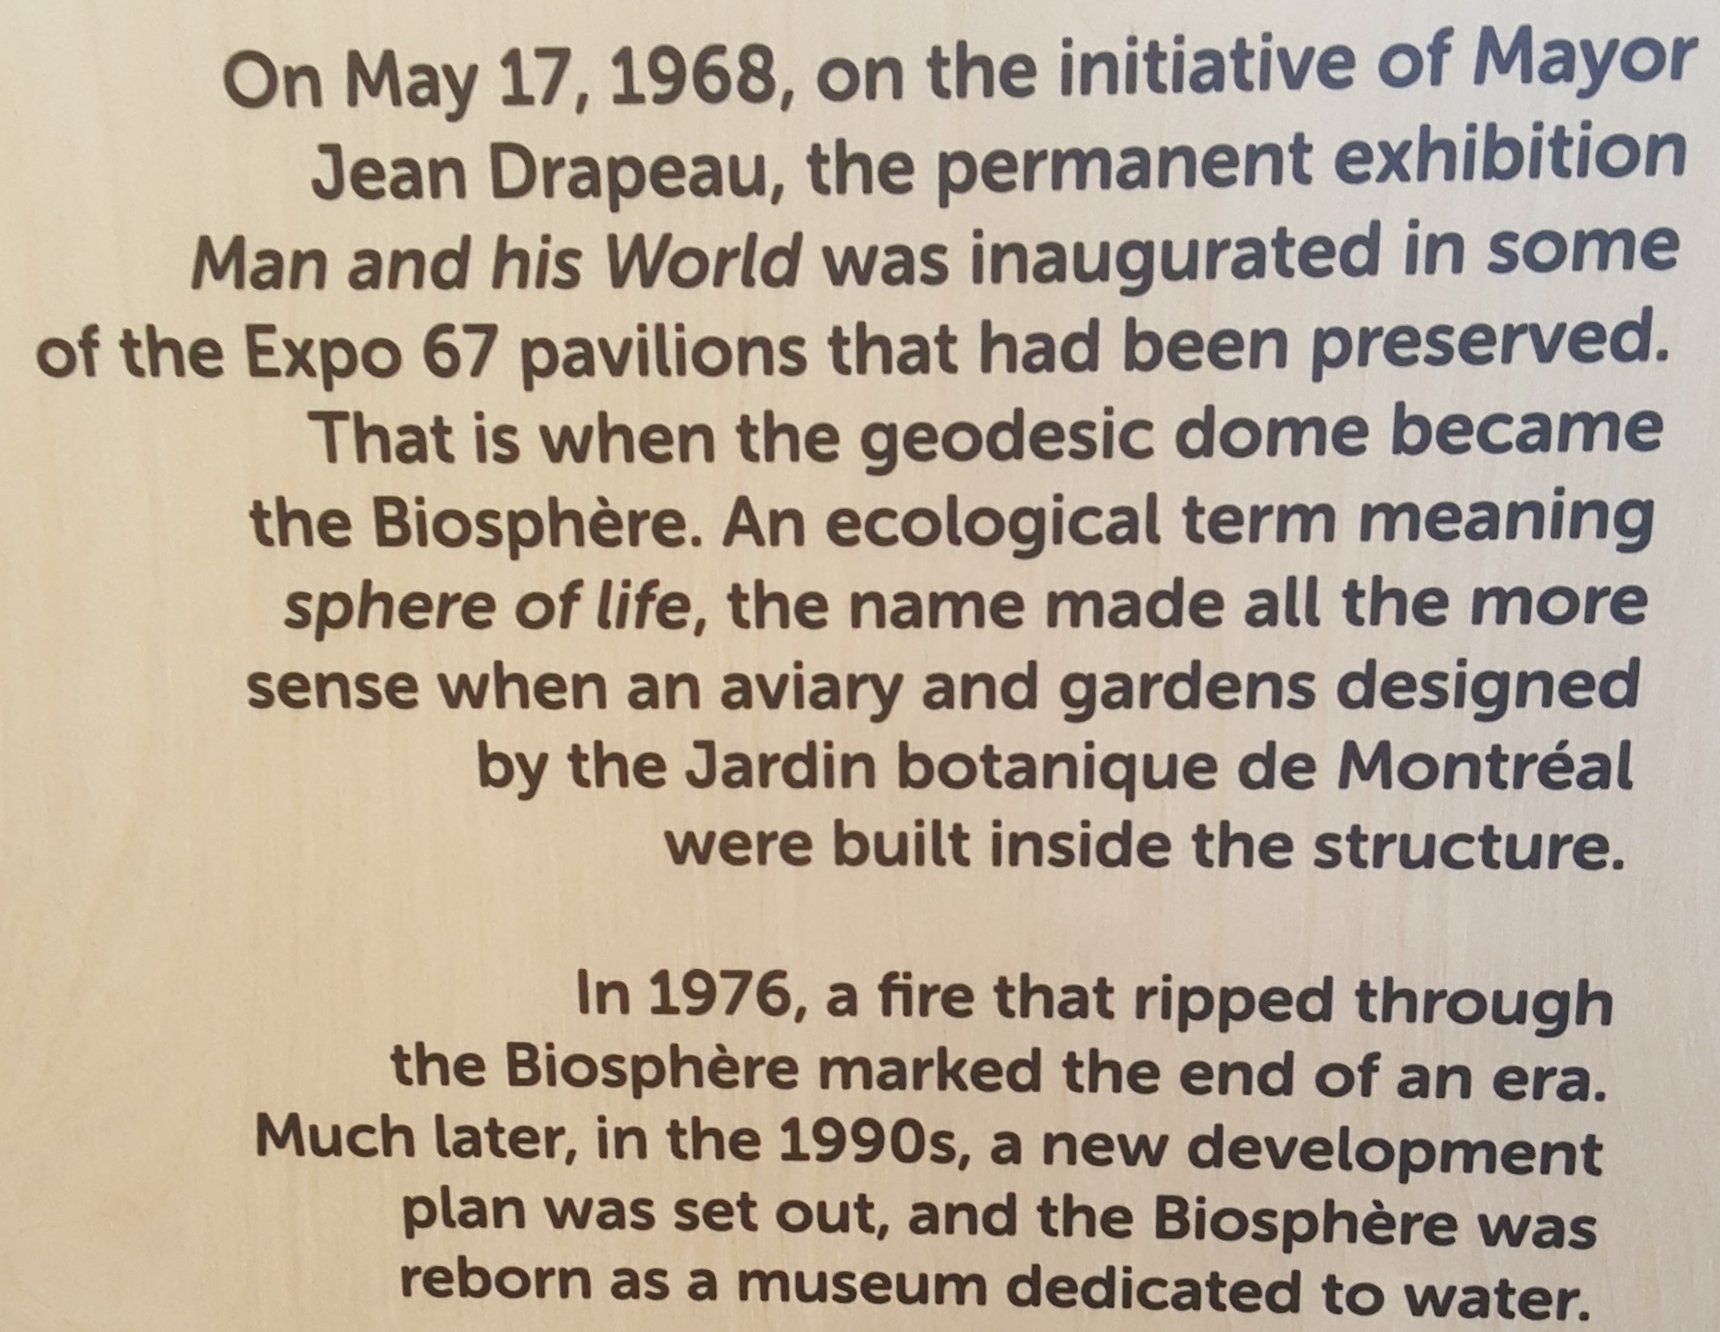 On May 17, 1968, on the initiative of Mayor
Jean Drapeau, the permanent exhibition
Man and his World was inaugurated in some
of the Expo 67 pavilions that had been preserved.
That is when the geodesic dome became
the Biosphère. An ecological term meaning
sphere of life, the name made all the more
sense when an aviary and gardens designed
by the Jardin botanique de Montréal
were built inside the structure.
In 1976, a fire that ripped through
the Biosphère marked the end of an era.
Much later, in the 1990s, a new development
plan was set out, and the Biosphère was
reborn as a museum dedicated to water.